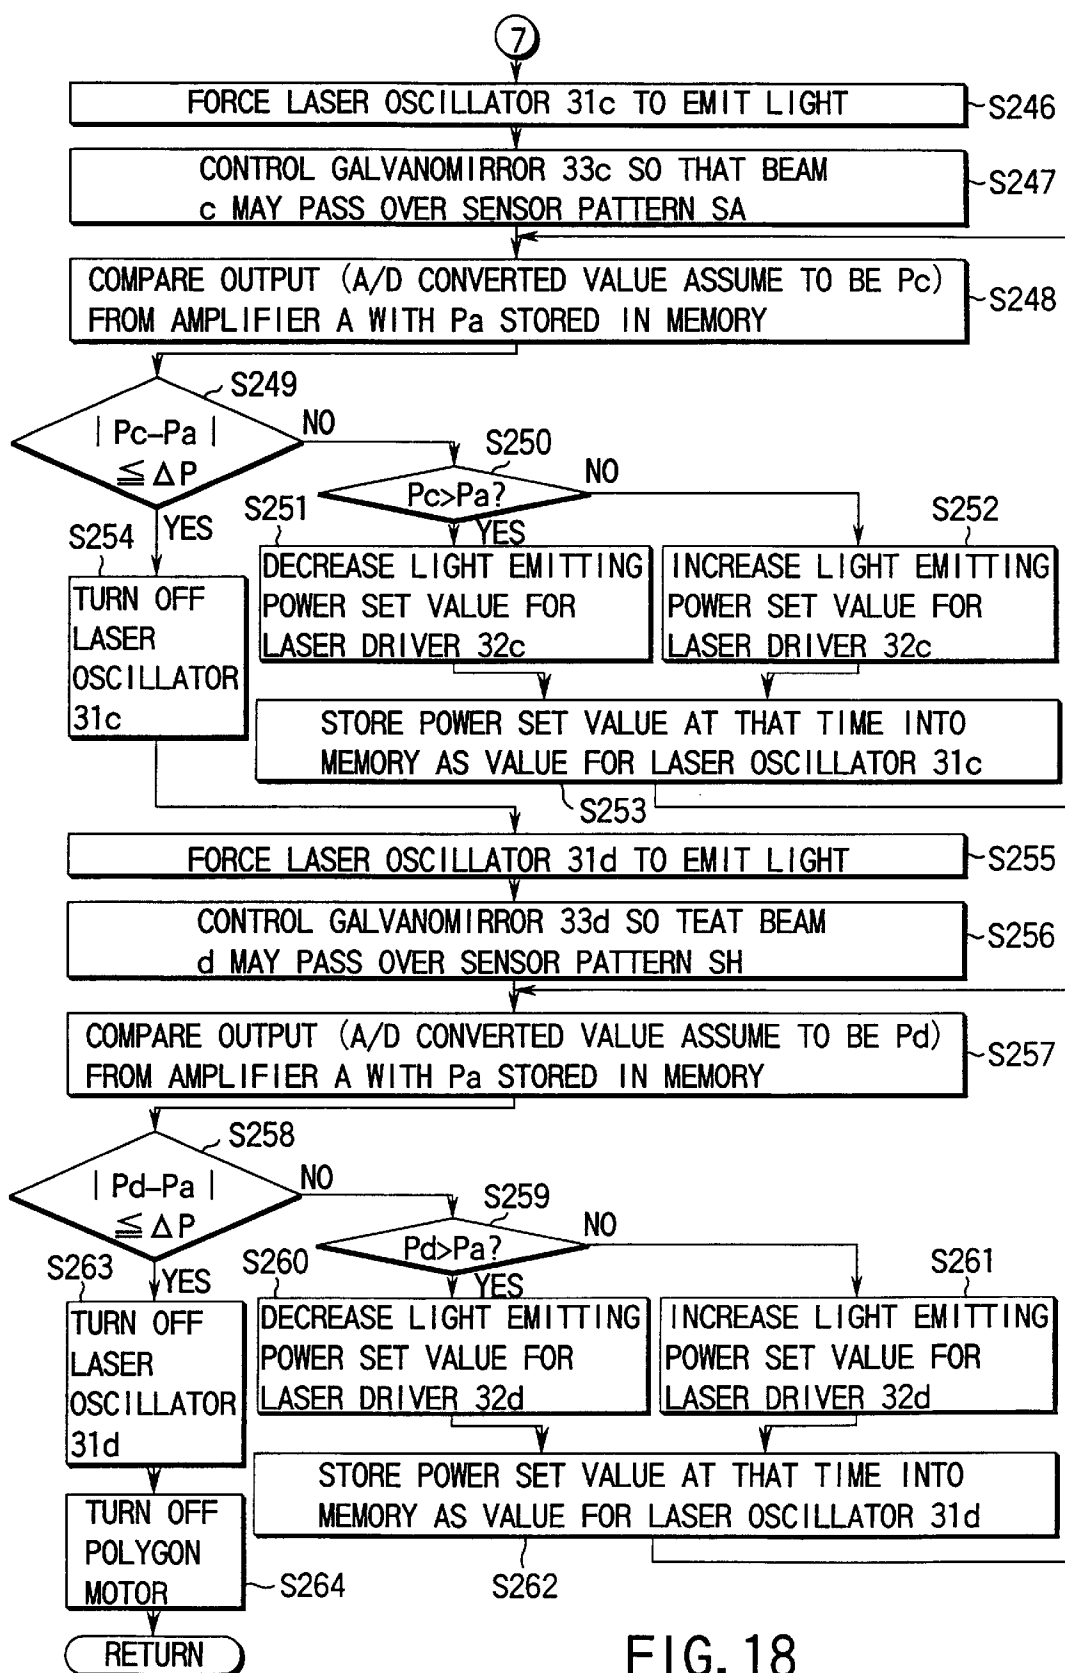 7
FORCE LASER OSCILLATOR 31c TO EMIT LIGHT
S246
CONTROL GALVANOMIRROR 33c SO THAT BEAM
c MAY PASS OVER SENSOR PATTERN SA
S247
COMPARE OUTPUT (A/D CONVERTED VALUE ASSUME TO BE Pc)
FROM AMPLIFIER A WITH Pa STORED IN MEMORY
S248
S249
| Pc-Pa |
≦ ΔP
NO
YES
S250
Pc>Pa?
NO
YES
S254
TURN OFF
LASER
OSCILLATOR
31c
S251
DECREASE LIGHT EMITTING
POWER SET VALUE FOR
LASER DRIVER 32c
S252
INCREASE LIGHT EMITTING
POWER SET VALUE FOR
LASER DRIVER 32c
STORE POWER SET VALUE AT THAT TIME INTO
MEMORY AS VALUE FOR LASER OSCILLATOR 31c
S253
FORCE LASER OSCILLATOR 31d TO EMIT LIGHT
S255
CONTROL GALVANOMIRROR 33d SO TEAT BEAM
d MAY PASS OVER SENSOR PATTERN SH
S256
COMPARE OUTPUT (A/D CONVERTED VALUE ASSUME TO BE Pd)
FROM AMPLIFIER A WITH Pa STORED IN MEMORY
S257
S258
| Pd-Pa |
≦ ΔP
NO
YES
S259
Pd>Pa?
NO
YES
S263
TURN OFF
LASER
OSCILLATOR
31d
S260
DECREASE LIGHT EMITTING
POWER SET VALUE FOR
LASER DRIVER 32d
S261
INCREASE LIGHT EMITTING
POWER SET VALUE FOR
LASER DRIVER 32d
STORE POWER SET VALUE AT THAT TIME INTO
MEMORY AS VALUE FOR LASER OSCILLATOR 31d
S262
TURN OFF
POLYGON
MOTOR
S264
RETURN
FIG. 18